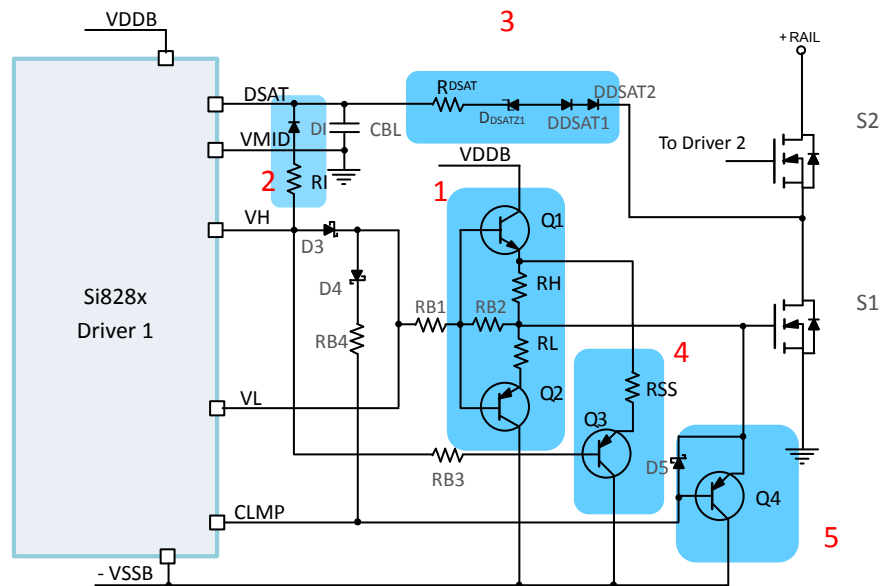 VDDB
3
+ RAIL
DSAT
RDSAT
DDSAT2
DDSATZ1
DDSAT1
DI
CBL
S2
VMID
To Driver 2
VDDB
2
RI
1
VH
Q1
D3
RH
D4
Si828x
Driver 1
RB1
RB2
S1
RB4
RL
4
VL
Q2
RSS
Q3
RB3
D5
Q4
CLMP
5
- VSSB